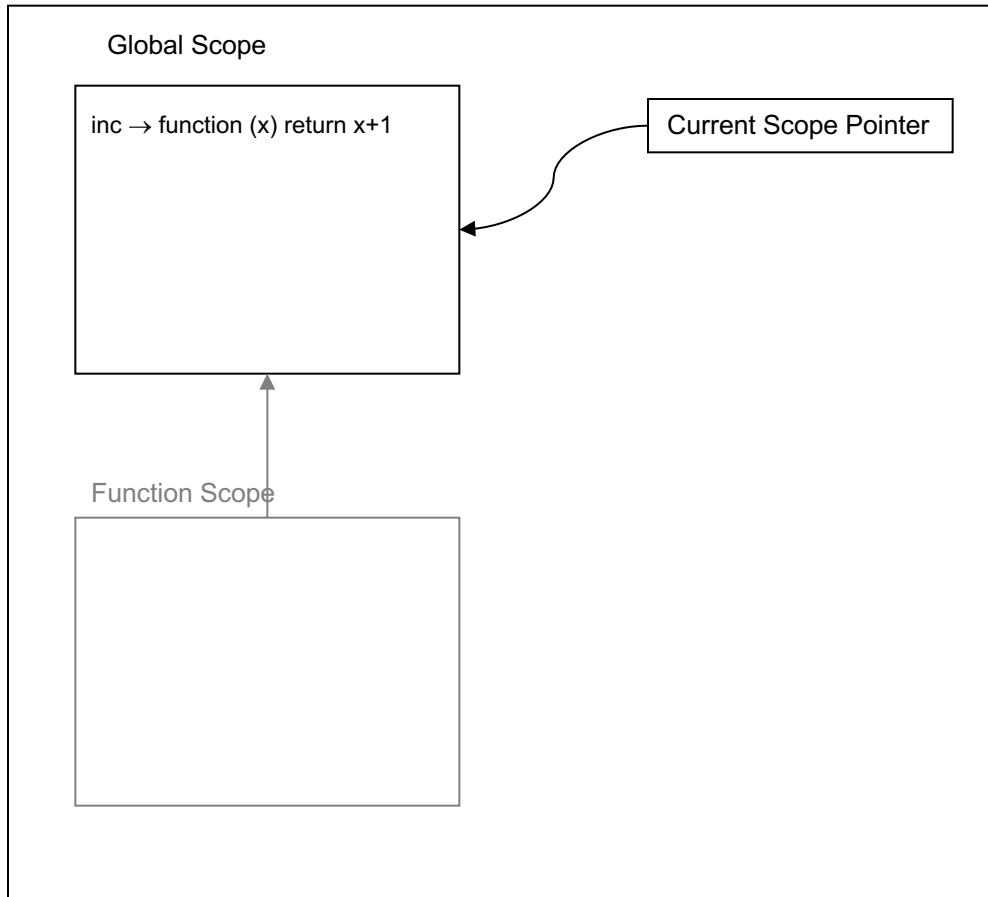 Global Scope
inc → function (x) return x+1
Current Scope Pointer
Function Scope